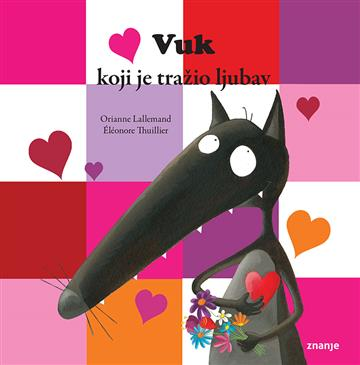 Vuk
koji je tražio ljubav
Orianne Lallemand
Éléonore Thuillier
znanje